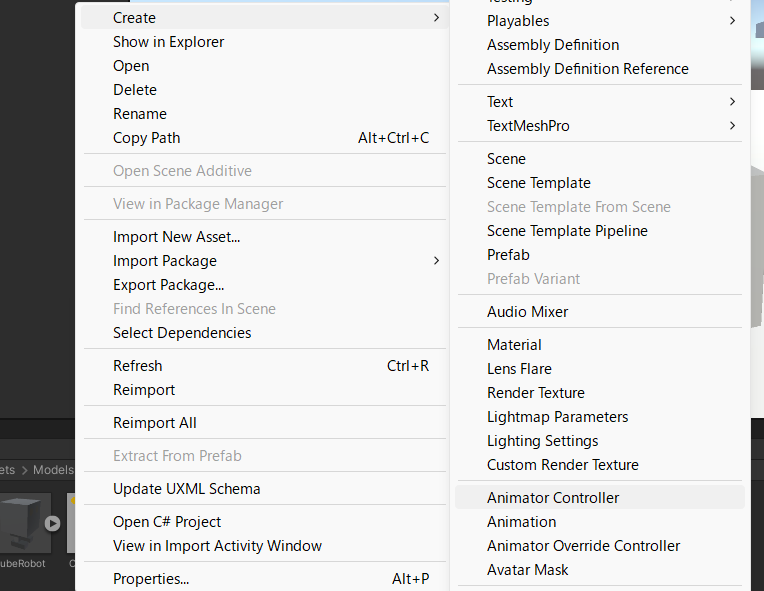 Create
Show in Explorer
Open
Delete
Rename
Copy Path Alt+Ctrl+C
Open Scene Additive
View in Package Manager
Import New Asset...
Import Package
Export Package...
Find References In Scene
Select Dependencies
Refresh Ctrl+R
Reimport
Reimport All
Extract From Prefab
Update UXML Schema
Open C# Project
View in Import Activity Window
Properties... Alt+P
Testing
Playables
Assembly Definition
Assembly Definition Reference
Text
TextMeshPro
Scene
Scene Template
Scene Template From Scene
Scene Template Pipeline
Prefab
Prefab Variant
Audio Mixer
Material
Lens Flare
Render Texture
Lightmap Parameters
Lighting Settings
Custom Render Texture
Animator Controller
Animation
Animator Override Controller
Avatar Mask
ets > Models
ubeRobot